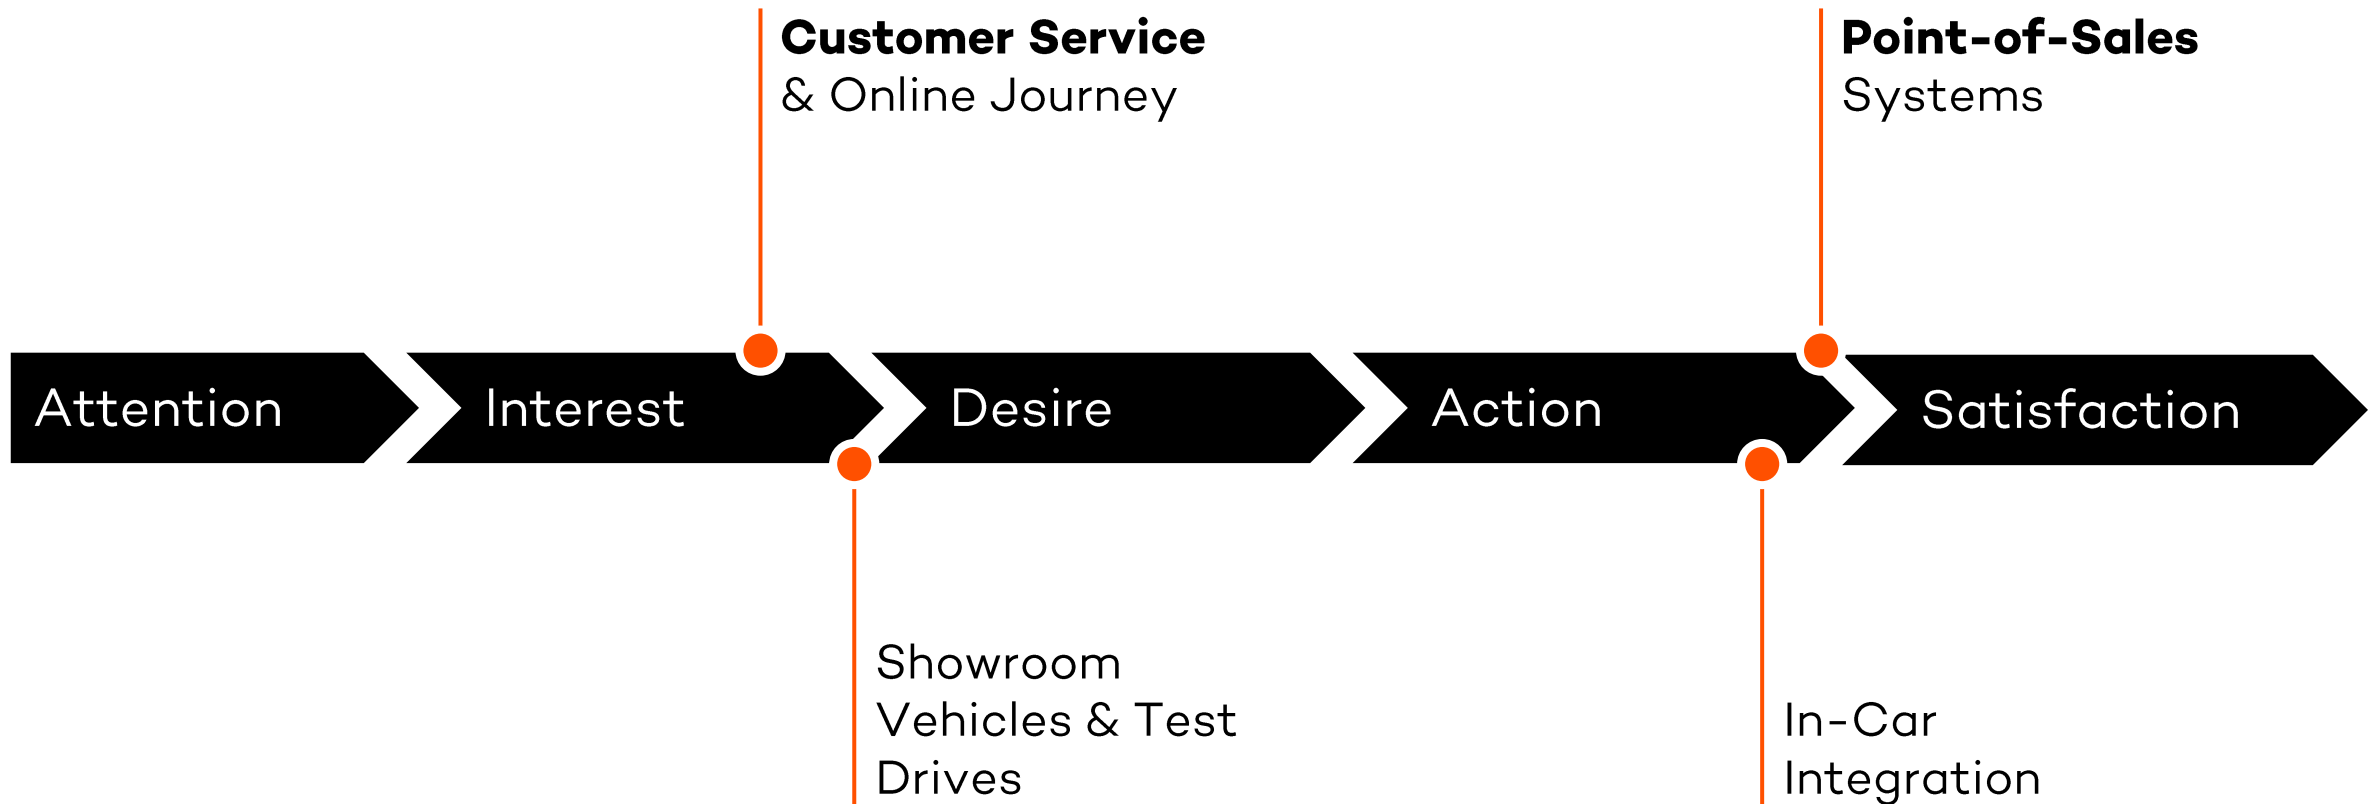 Customer Service
& Online Journey
Point-of-Sales
Systems
Attention
Interest
Desire
Action
Satisfaction
Showroom
Vehicles & Test
Drives
In-Car
Integration